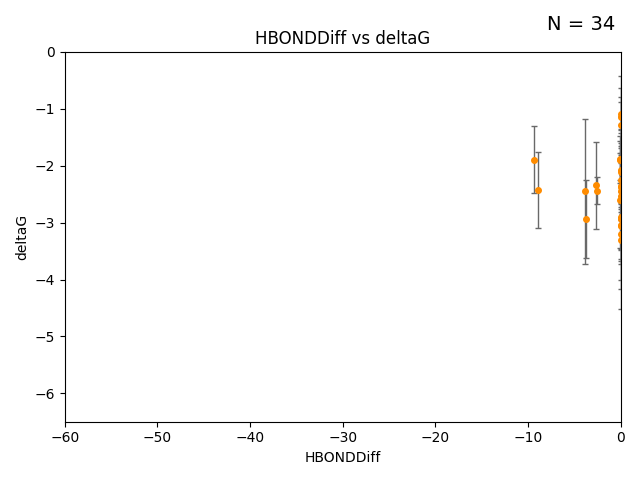 N = 34
HBONDDiff vs deltaG
deltaG
0
−1
−2
−3
−4
−5
−6
−60 −50 −40 −30 −20 −10 0
HBONDDiff